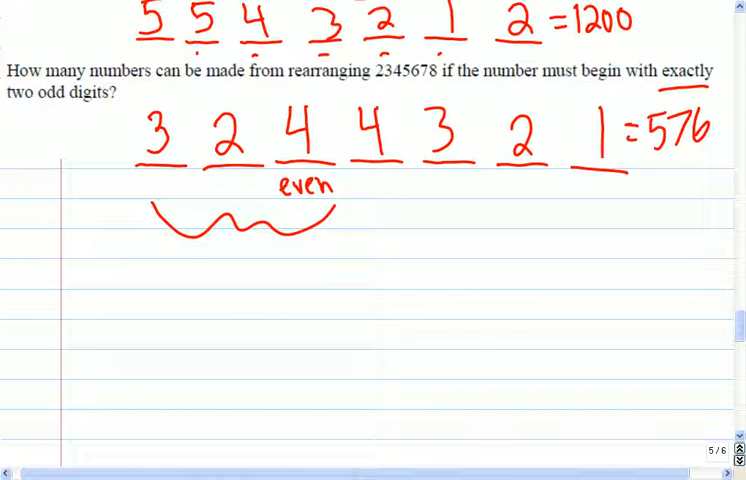 5 5 4 3 2 1 2 = 1200
How many numbers can be made from rearranging 2345678 if the number must begin with exactly
two odd digits?
3 2 4 4 3 2 1 = 576
even
5 / 6